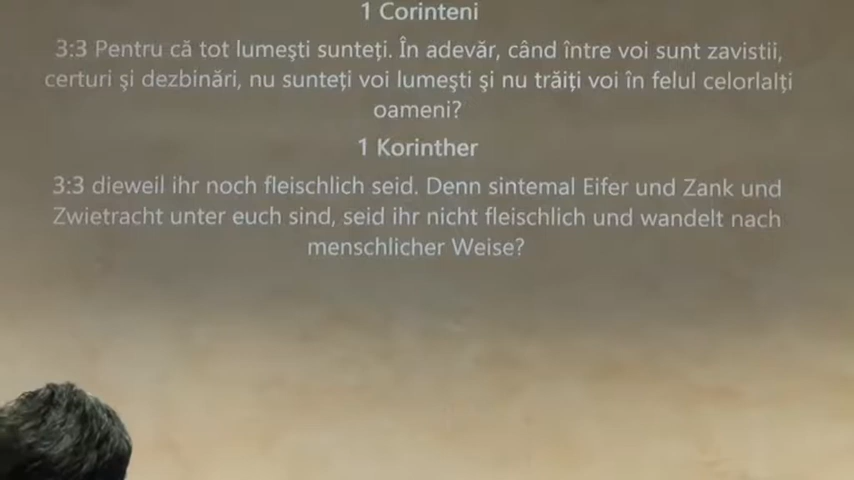 1 Corinteni
3:3 Pentru că tot lumeşti sunteţi. În adevăr, când între voi sunt zavistii,
certuri şi dezbinări, nu sunteţi voi lumeşti şi nu trăiţi voi în felul celorlalţi
oameni?
1 Korinther
3:3 dieweil ihr noch fleischlich seid. Denn sintemal Eifer und Zank und
Zwietracht unter euch sind, seid ihr nicht fleischlich und wandelt nach
menschlicher Weise?